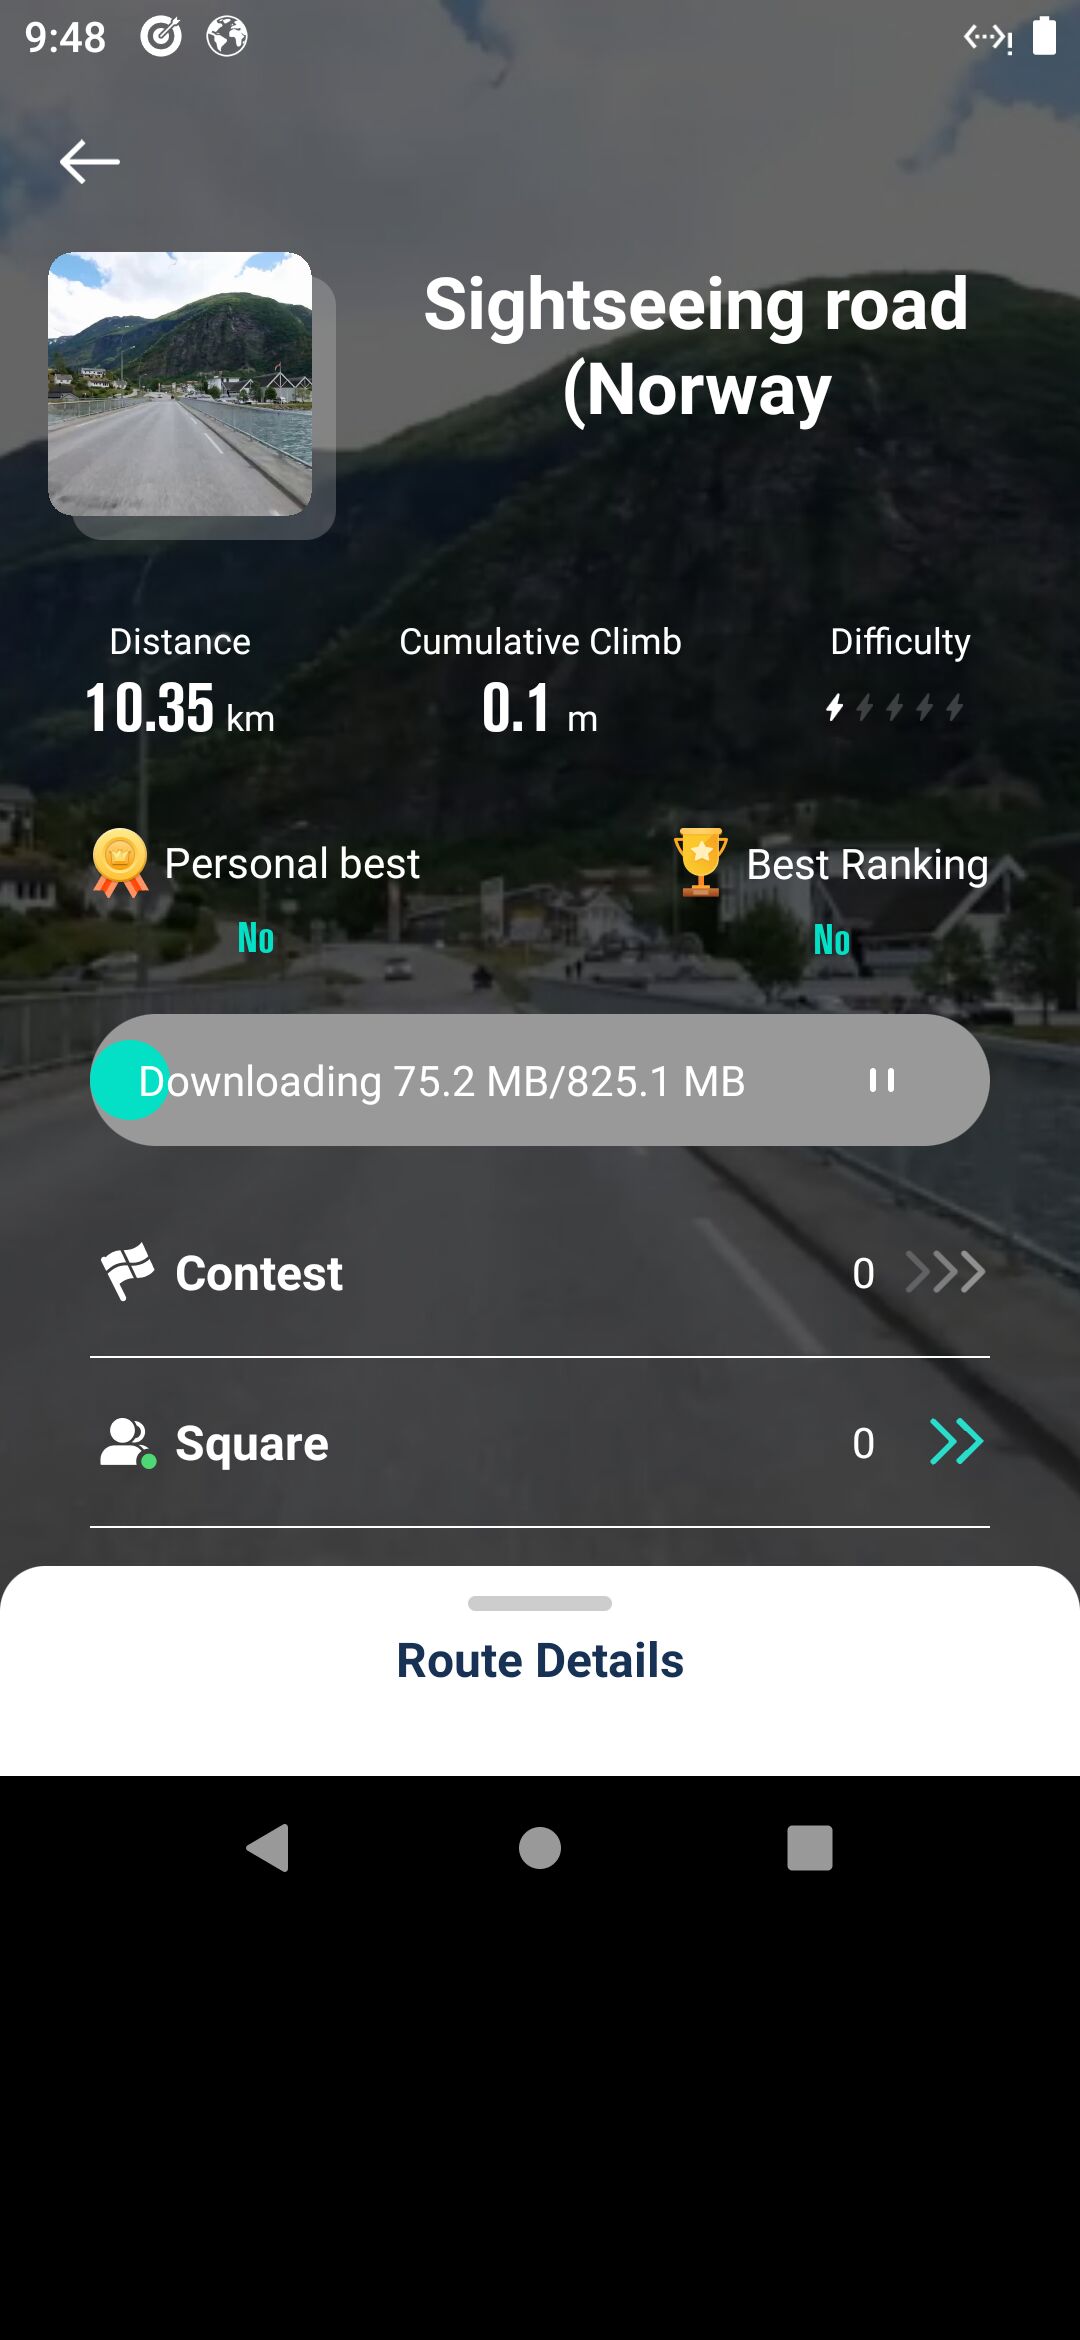 9:48
Sightseeing road
(Norway
Distance
Cumulative Climb
Difficulty
10.35 km
0.1 m
Personal best
Best Ranking
No
No
Downloading 75.2 MB/825.1 MB
Contest
0
Square
0
Route Details